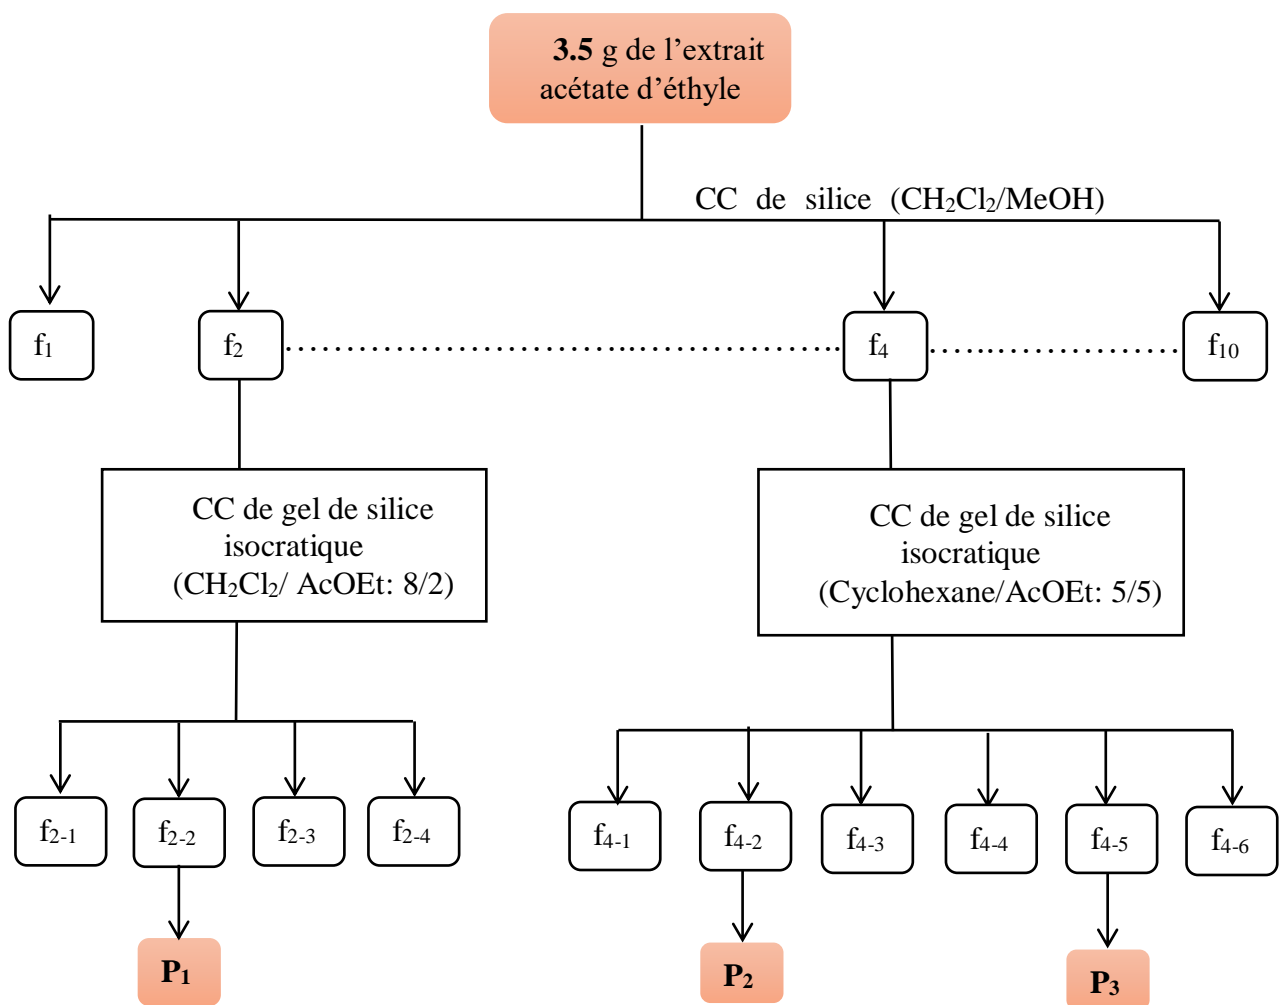 3.5 g de l’extrait
acétate d’éthyle
CC de silice (CH₂Cl₂/MeOH)
f₁
f₂
f₄
f₁₀
CC de gel de silice
isocratique
(CH₂Cl₂/ AcOEt: 8/2)
CC de gel de silice
isocratique
(Cyclohexane/AcOEt: 5/5)
f₂₋₁
f₂₋₂
f₂₋₃
f₂₋₄
f₄₋₁
f₄₋₂
f₄₋₃
f₄₋₄
f₄₋₅
f₄₋₆
P₁
P₂
P₃